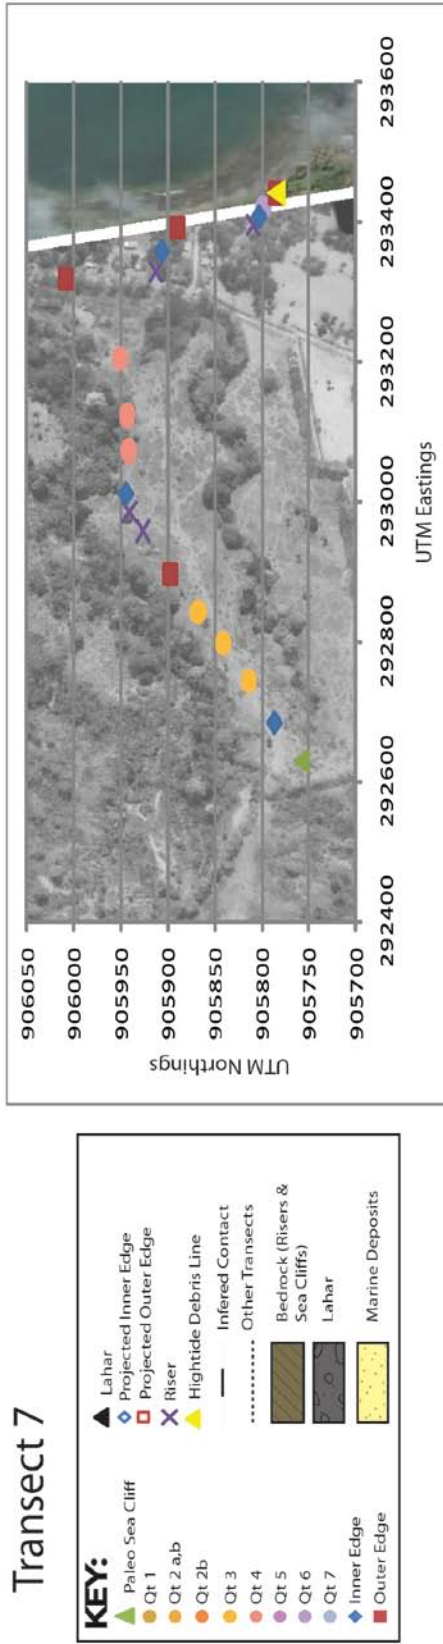 Transect 7
KEY:
Paleo Sea Cliff
Qt 1
Qt 2 a,b
Qt 2b
Qt 3
Qt 4
Qt 5
Qt 6
Qt 7
Inner Edge
Outer Edge
Lahar
Projected Inner Edge
Projected Outer Edge
Riser
Hightide Debris Line
Infered Contact
Other Transects
Bedrock (Risers &
Sea Cliffs)
Lahar
Marine Deposits
UTM Northings
906050
906000
905950
905900
905850
905800
905750
905700
292400
292600
292800
293000
293200
293400
293600
UTM Eastings